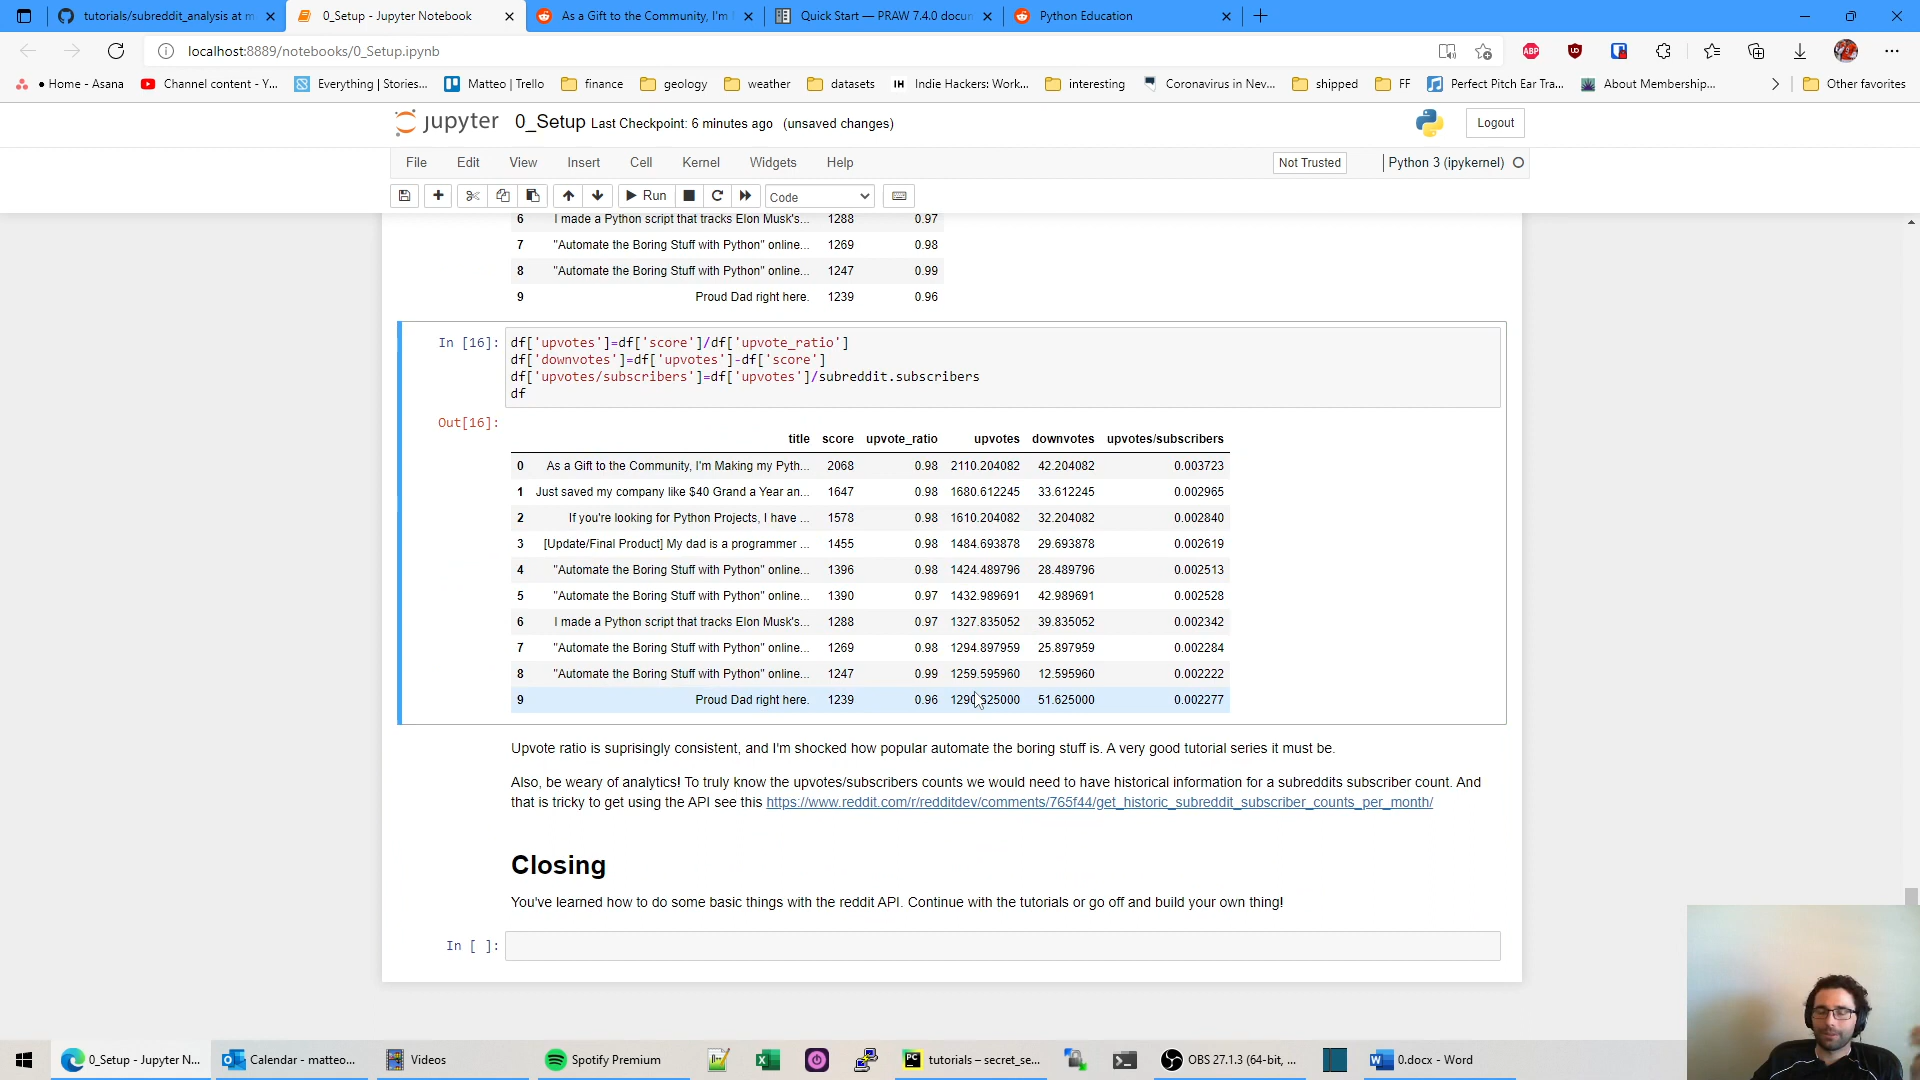 tutorials/subreddit_analysis at m
0_Setup - Jupyter Notebook
As a Gift to the Community, I'm
Quick Start — PRAW 7.4.0 docun
Python Education
localhost:8889/notebooks/0_Setup.ipynb
Home - Asana
Channel content - Y...
Everything | Stories...
Matteo | Trello
finance
geology
weather
datasets
IH Indie Hackers: Work...
interesting
Coronavirus in Nev...
shipped
FF
Perfect Pitch Ear Tra...
About Membership...
Other favorites
jupyter 0_Setup Last Checkpoint: 6 minutes ago (unsaved changes)
Logout
File Edit View Insert Cell Kernel Widgets Help
Not Trusted
Python 3 (ipykernel)
Run
Code
6 I made a Python script that tracks Elon Musk's... 1288 0.97
7 "Automate the Boring Stuff with Python" online... 1269 0.98
8 "Automate the Boring Stuff with Python" online... 1247 0.99
9 Proud Dad right here. 1239 0.96
In [16]: df['upvotes']=df['score']/df['upvote_ratio']
df['downvotes']=df['upvotes']-df['score']
df['upvotes/subscribers']=df['upvotes']/subreddit.subscribers
df
Out[16]:
title score upvote_ratio upvotes downvotes upvotes/subscribers
0 As a Gift to the Community, I'm Making my Pyth... 2068 0.98 2110.204082 42.204082 0.003723
1 Just saved my company like $40 Grand a Year an... 1647 0.98 1680.612245 33.612245 0.002965
2 If you're looking for Python Projects, I have ... 1578 0.98 1610.204082 32.204082 0.002840
3 [Update/Final Product] My dad is a programmer ... 1455 0.98 1484.693878 29.693878 0.002619
4 "Automate the Boring Stuff with Python" online... 1396 0.98 1424.489796 28.489796 0.002513
5 "Automate the Boring Stuff with Python" online... 1390 0.97 1432.989691 42.989691 0.002528
6 I made a Python script that tracks Elon Musk's... 1288 0.97 1327.835052 39.835052 0.002342
7 "Automate the Boring Stuff with Python" online... 1269 0.98 1294.897959 25.897959 0.002284
8 "Automate the Boring Stuff with Python" online... 1247 0.99 1259.595960 12.595960 0.002222
9 Proud Dad right here. 1239 0.96 1290.625000 51.625000 0.002277
Upvote ratio is suprisingly consistent, and I'm shocked how popular automate the boring stuff is. A very good tutorial series it must be.
Also, be weary of analytics! To truly know the upvotes/subscribers counts we would need to have historical information for a subreddits subscriber count. And
that is tricky to get using the API see this https://www.reddit.com/r/redditdev/comments/765f44/get_historic_subreddit_subscriber_counts_per_month/
Closing
You've learned how to do some basic things with the reddit API. Continue with the tutorials or go off and build your own thing!
In [ ]:
0_Setup - Jupyter N...
Calendar - matteo...
Videos
Spotify Premium
tutorials – secret_se...
OBS 27.1.3 (64-bit, ...
0.docx - Word